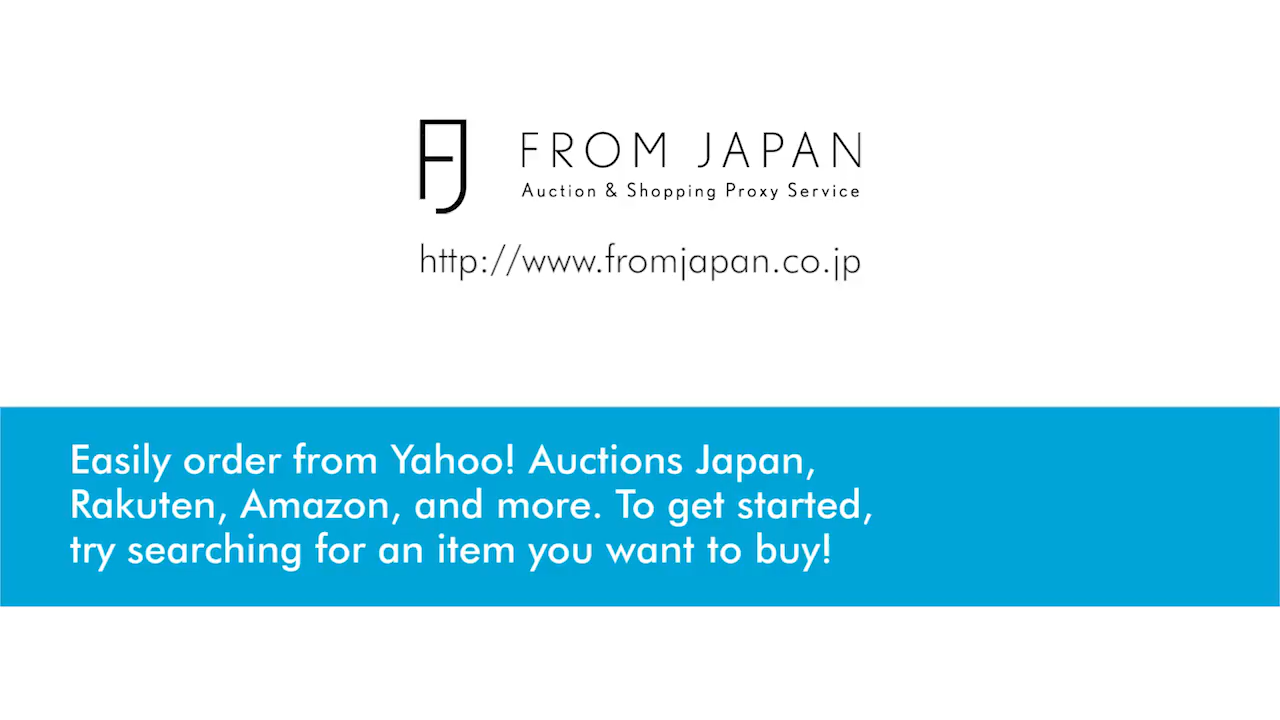 FJ
FROM JAPAN
Auction & Shopping Proxy Service
http://www.fromjapan.co.jp
Easily order from Yahoo! Auctions Japan,
Rakuten, Amazon, and more. To get started,
try searching for an item you want to buy!